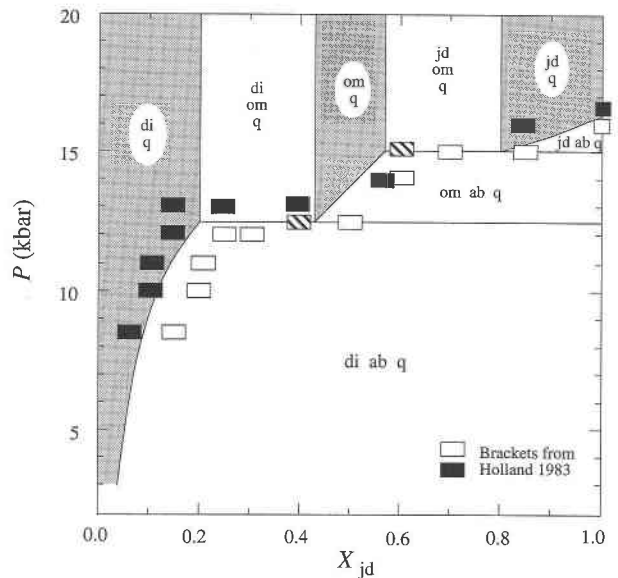 20
15
10
5
P (kbar)
di
q
di
om
q
om
q
jd
om
q
jd
q
jd ab q
om ab q
di ab q
Brackets from
Holland 1983
0.0 0.2 0.4 0.6 0.8 1.0
X jd